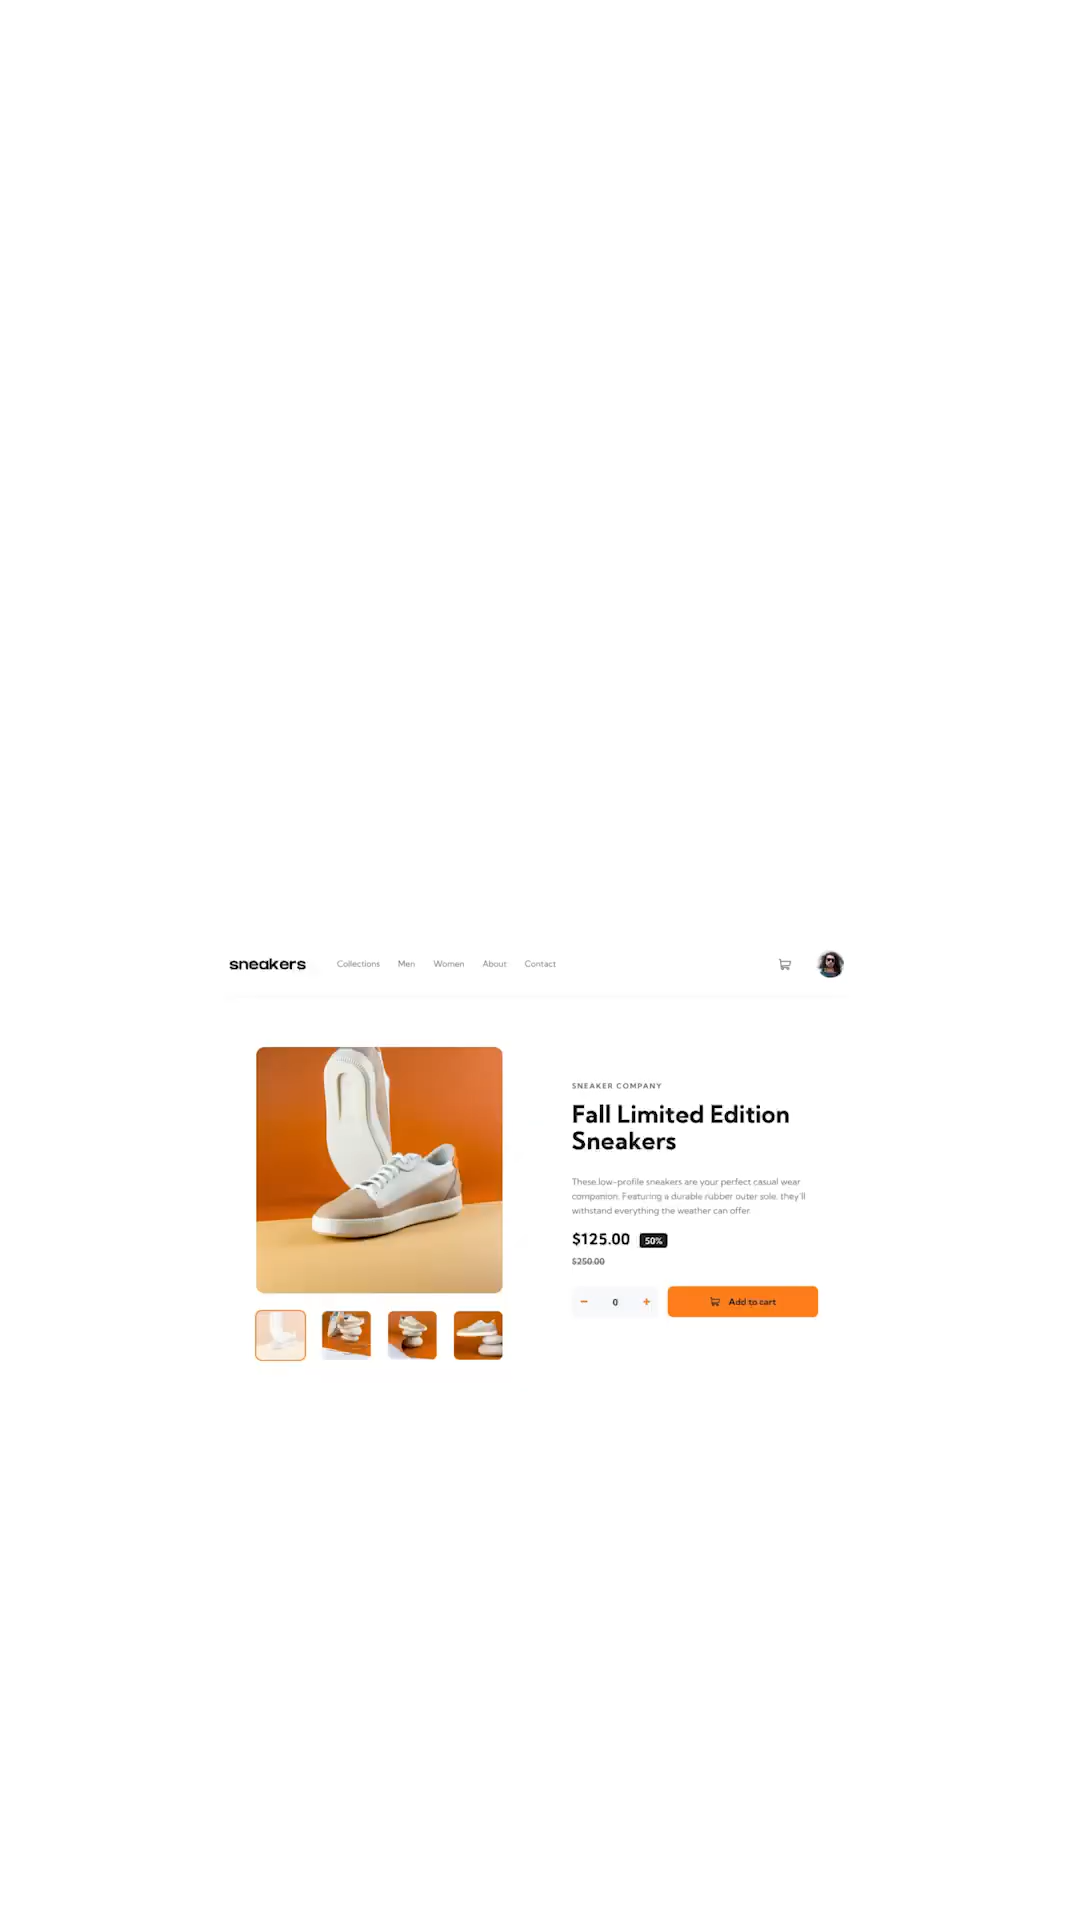 sneakers Collections Men Women About Contact
SNEAKER COMPANY
Fall Limited Edition
Sneakers
These low-profile sneakers are your perfect casual wear
companion. Featuring a durable rubber outer sole, they'll
withstand everything the weather can offer.
$125.00 50%
$250.00
− 0 + Add to cart